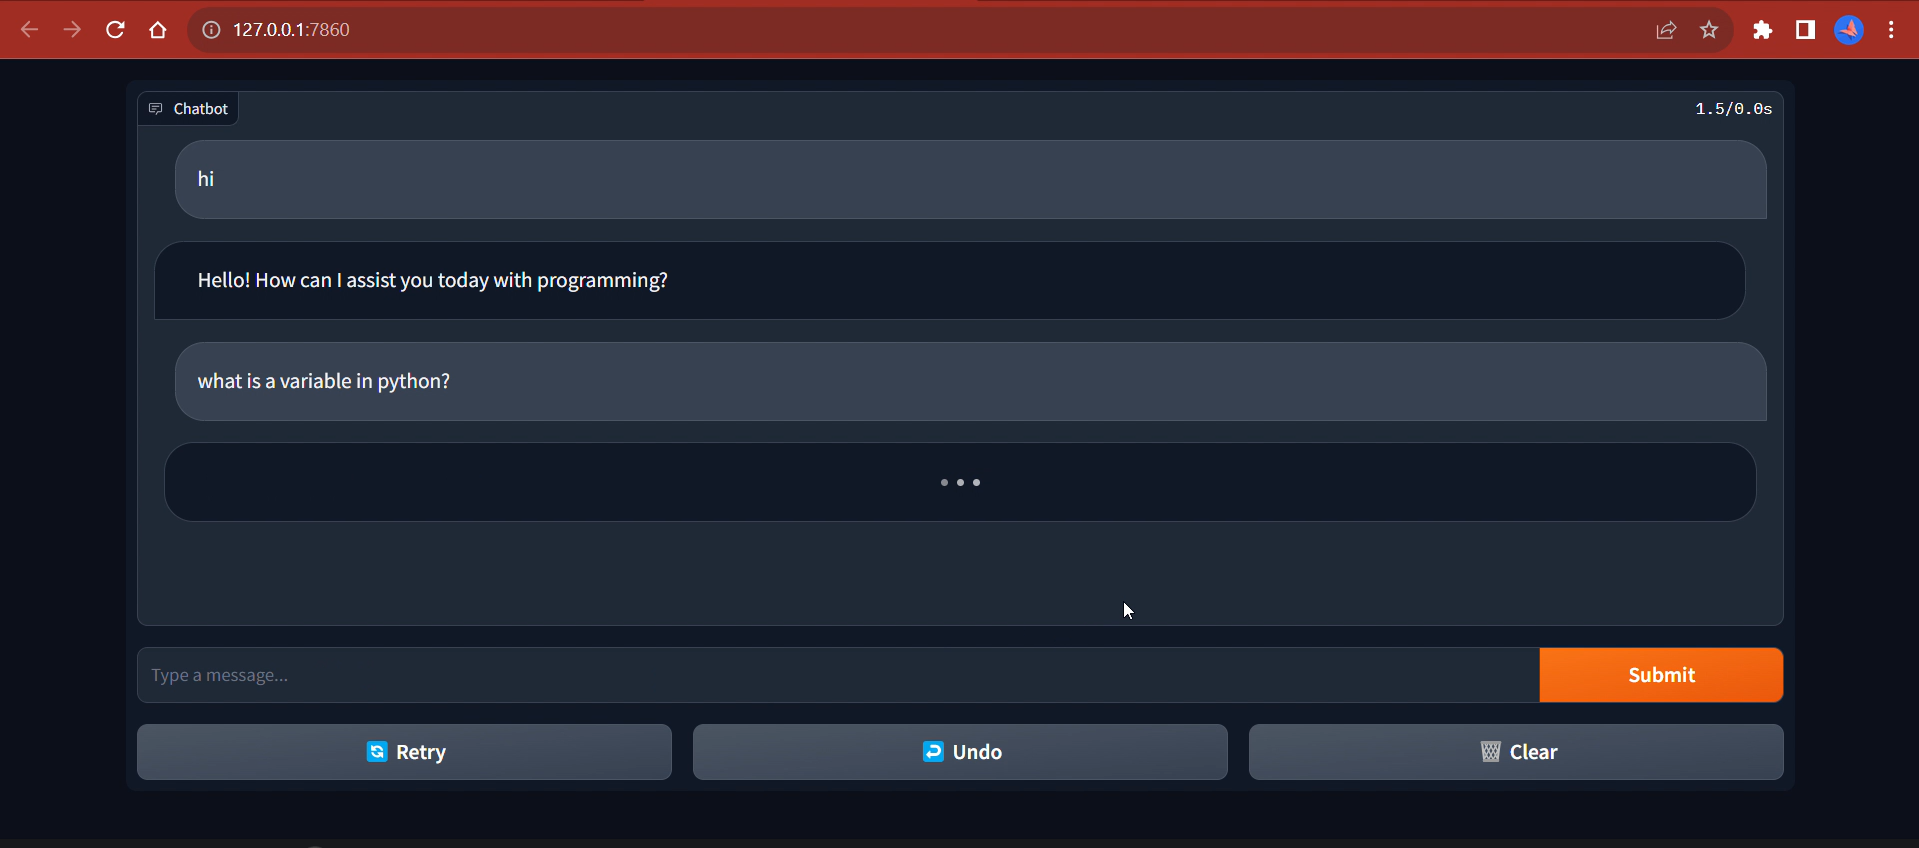 127.0.0.1:7860
Chatbot 1.5/0.0s
hi
Hello! How can I assist you today with programming?
what is a variable in python?
Type a message...
Submit
Retry
Undo
Clear